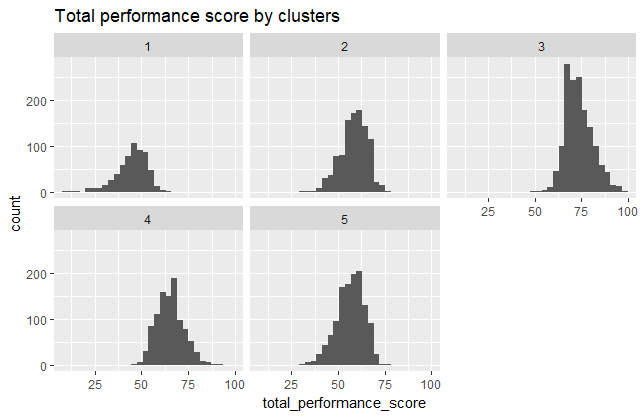 Total performance score by clusters
1 2 3
200
100
0
25 50 75 100
4 5
200
100
0
25 50 75 100 25 50 75 100
count
total_performance_score